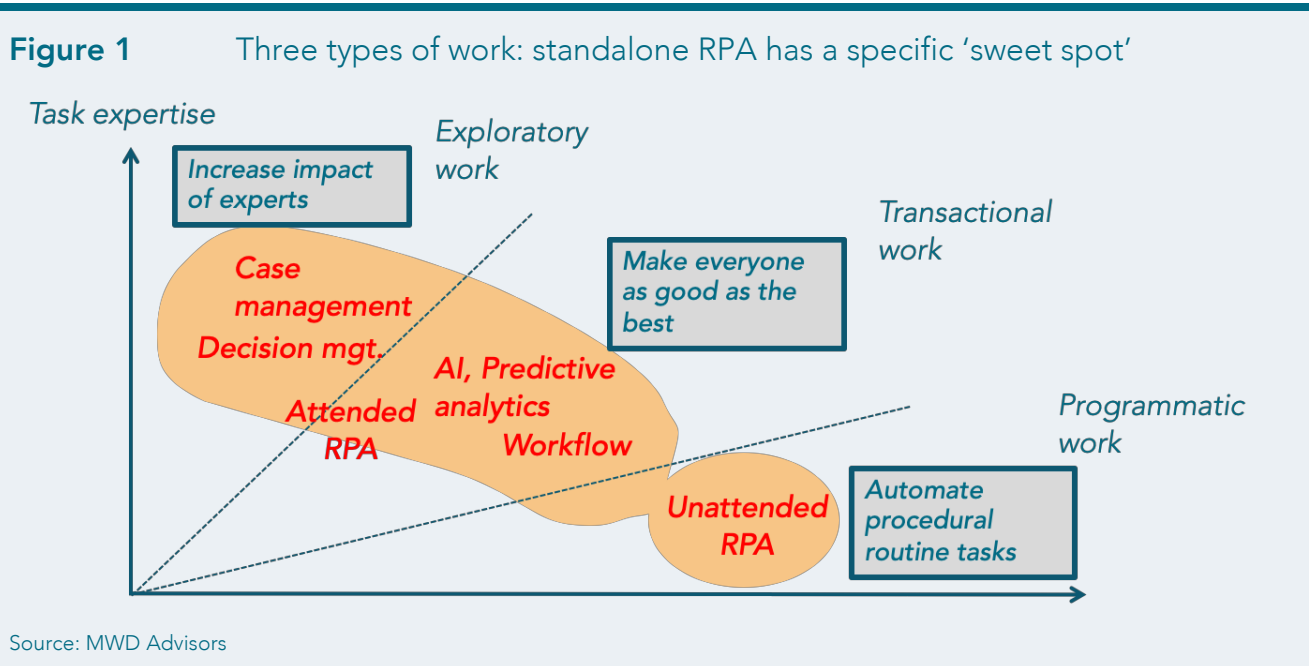 Figure 1 Three types of work: standalone RPA has a specific ‘sweet spot’
Task expertise
Exploratory
work
Increase impact
of experts
Transactional
work
Make everyone
as good as the
best
Case
management
Decision mgt.
AI, Predictive
analytics
Attended
RPA
Workflow
Programmatic
work
Automate
procedural
routine tasks
Unattended
RPA
Source: MWD Advisors